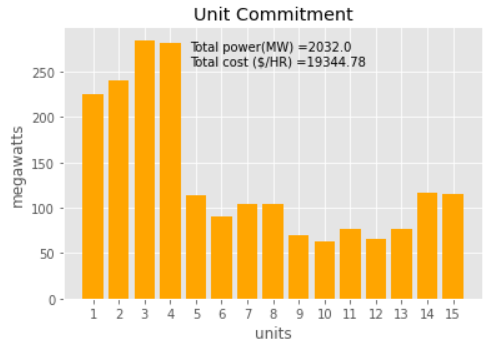 Unit Commitment
Total power(MW) =2032.0
Total cost ($/HR) =19344.78
megawatts
250
200
150
100
50
0
1 2 3 4 5 6 7 8 9 10 11 12 13 14 15
units